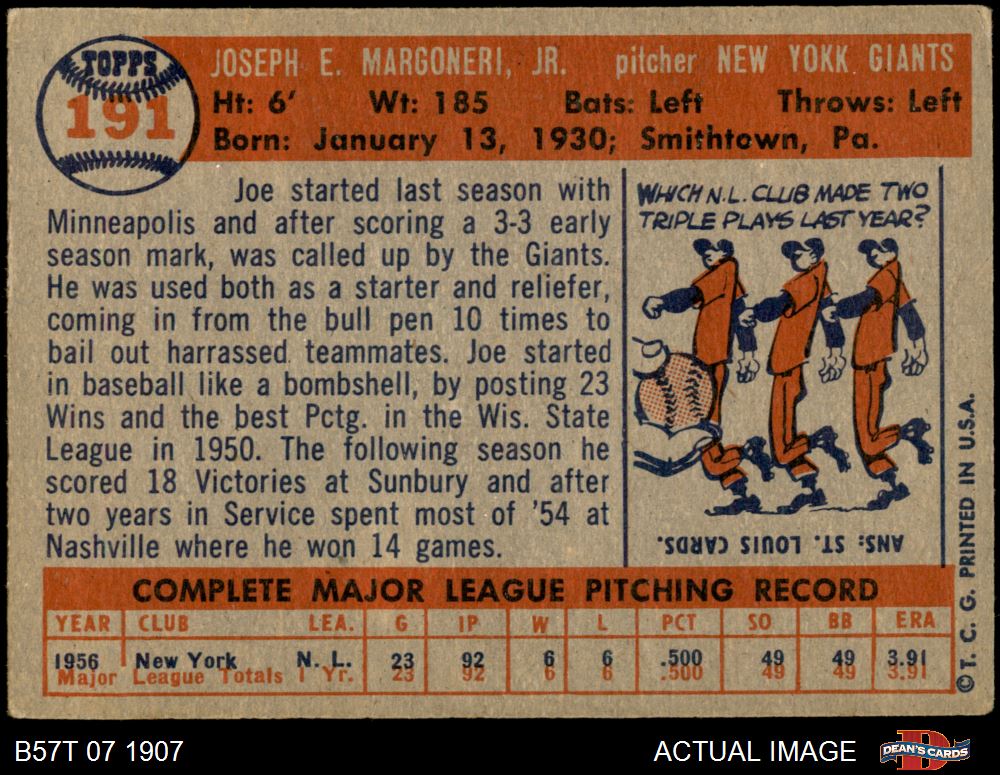 TOPPS
191
JOSEPH E. MARGONERI, JR. pitcher NEW YOKK GIANTS
Ht: 6' Wt: 185 Bats: Left Throws: Left
Born: January 13, 1930; Smithtown, Pa.
Joe started last season with
Minneapolis and after scoring a 3-3 early
season mark, was called up by the Giants.
He was used both as a starter and reliefer,
coming in from the bull pen 10 times to
bail out harrassed teammates. Joe started
in baseball like a bombshell, by posting 23
Wins and the best Pctg. in the Wis. State
League in 1950. The following season he
scored 18 Victories at Sunbury and after
two years in Service spent most of '54 at
Nashville where he won 14 games.
WHICH N.L. CLUB MADE TWO
TRIPLE PLAYS LAST YEAR?
ANS: ST. LOUIS CARDS.
COMPLETE MAJOR LEAGUE PITCHING RECORD
YEAR CLUB LEA. G IP W L PCT SO BB ERA
1956 New York N. L. 23 92 6 6 .500 49 49 3.91
Major League Totals 1 Yr. 23 92 6 6 .500 49 49 3.91
© T. C. G. PRINTED IN U.S.A.
B57T 07 1907 ACTUAL IMAGE DEAN'S CARDS